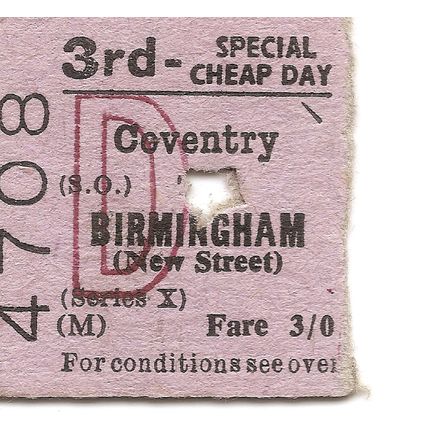 3rd- SPECIAL
CHEAP DAY
Coventry
(S.O.)
BIRMINGHAM
(New Street)
(Series X)
(M) Fare 3/0
For conditions see over
D
4708